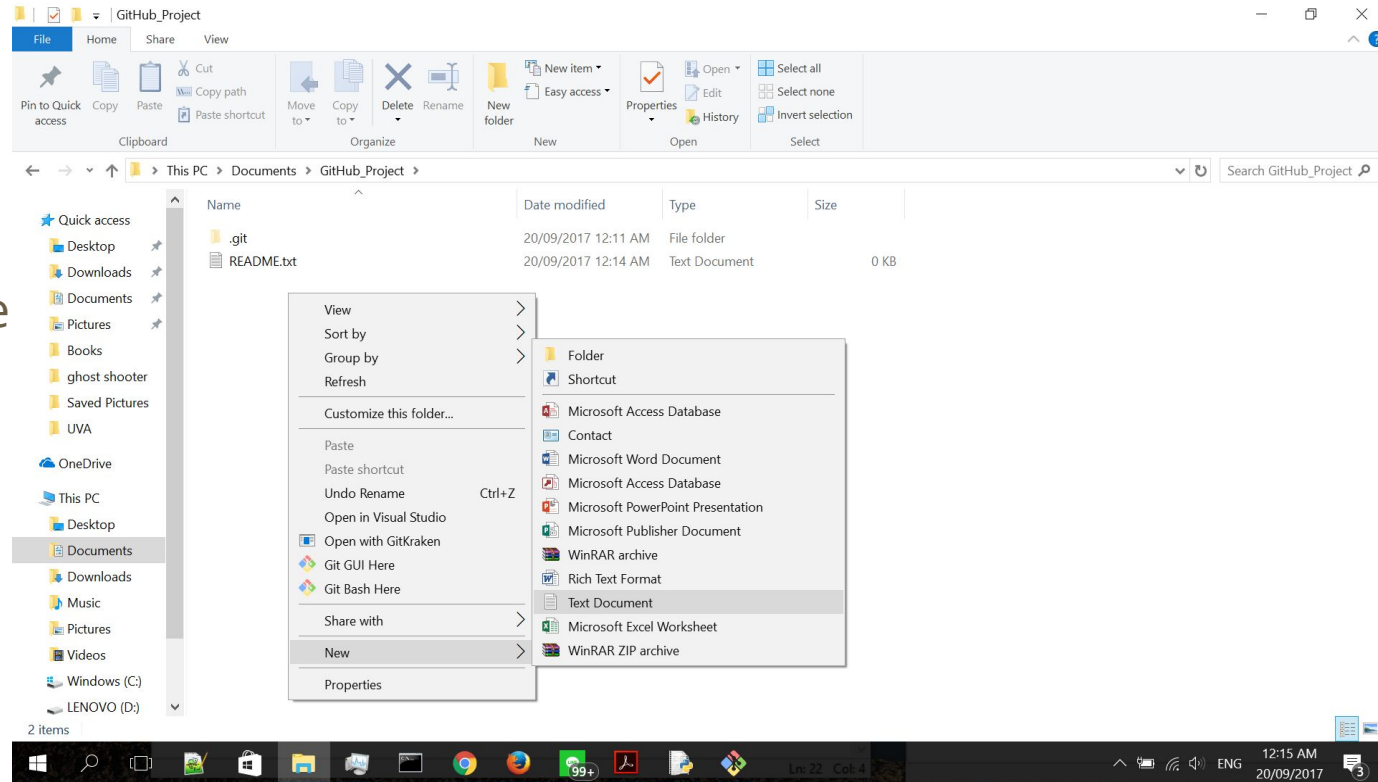 GitHub_Project
File Home Share View
Pin to Quick access
Copy
Paste
Cut
Copy path
Paste shortcut
Clipboard
Move to
Copy to
Delete
Rename
Organize
New folder
New item
Easy access
New
Properties
Open
Edit
History
Open
Select all
Select none
Invert selection
Select
This PC > Documents > GitHub_Project >
Search GitHub_Project
Name Date modified Type Size
.git 20/09/2017 12:11 AM File folder
README.txt 20/09/2017 12:14 AM Text Document 0 KB
e
Quick access
Desktop
Downloads
Documents
Pictures
Books
ghost shooter
Saved Pictures
UVA
OneDrive
This PC
Desktop
Documents
Downloads
Music
Pictures
Videos
Windows (C:)
LENOVO (D:)
View
Sort by
Group by
Refresh
Customize this folder...
Paste
Paste shortcut
Undo Rename Ctrl+Z
Open in Visual Studio
Open with GitKraken
Git GUI Here
Git Bash Here
Share with
New
Properties
Folder
Shortcut
Microsoft Access Database
Contact
Microsoft Word Document
Microsoft Access Database
Microsoft PowerPoint Presentation
Microsoft Publisher Document
WinRAR archive
Rich Text Format
Text Document
Microsoft Excel Worksheet
WinRAR ZIP archive
2 items
99+
Ln: 22 Col: 4
ENG
12:15 AM
20/09/2017
3